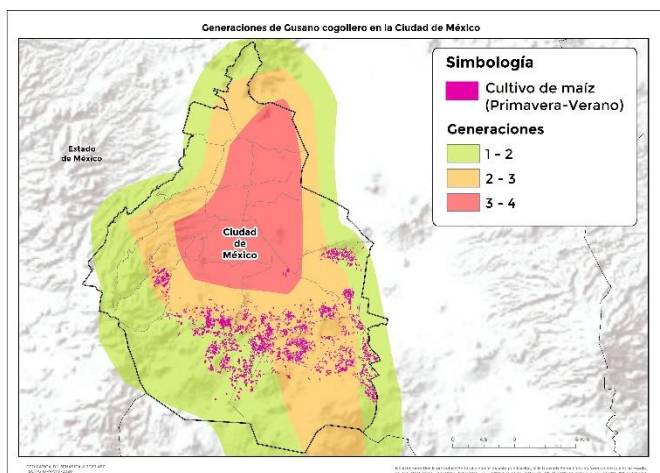 Generaciones de Gusano cogollero en la Ciudad de México
Simbología
Cultivo de maíz
(Primavera-Verano)
Generaciones
1 - 2
2 - 3
3 - 4
Estado
de México
Ciudad
de
México